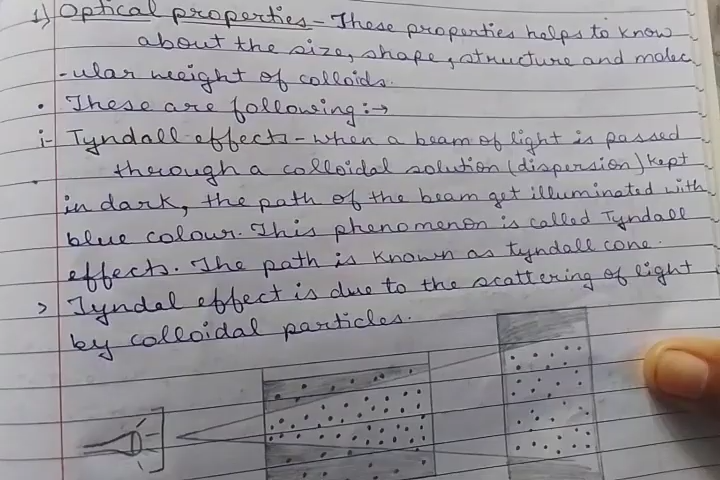 1) Optical properties - These properties helps to know
about the size, shape, structure and molec
-ular weight of colloids.
• These are following :→
i- Tyndall effects - when a beam of light is passed
through a colloidal solution (dispersion) kept
in dark, the path of the beam get illuminated with
blue colour. This phenomenon is called Tyndall
effects. The path is known as tyndall cone.
> Tyndal effect is due to the scattering of light
by colloidal particles.